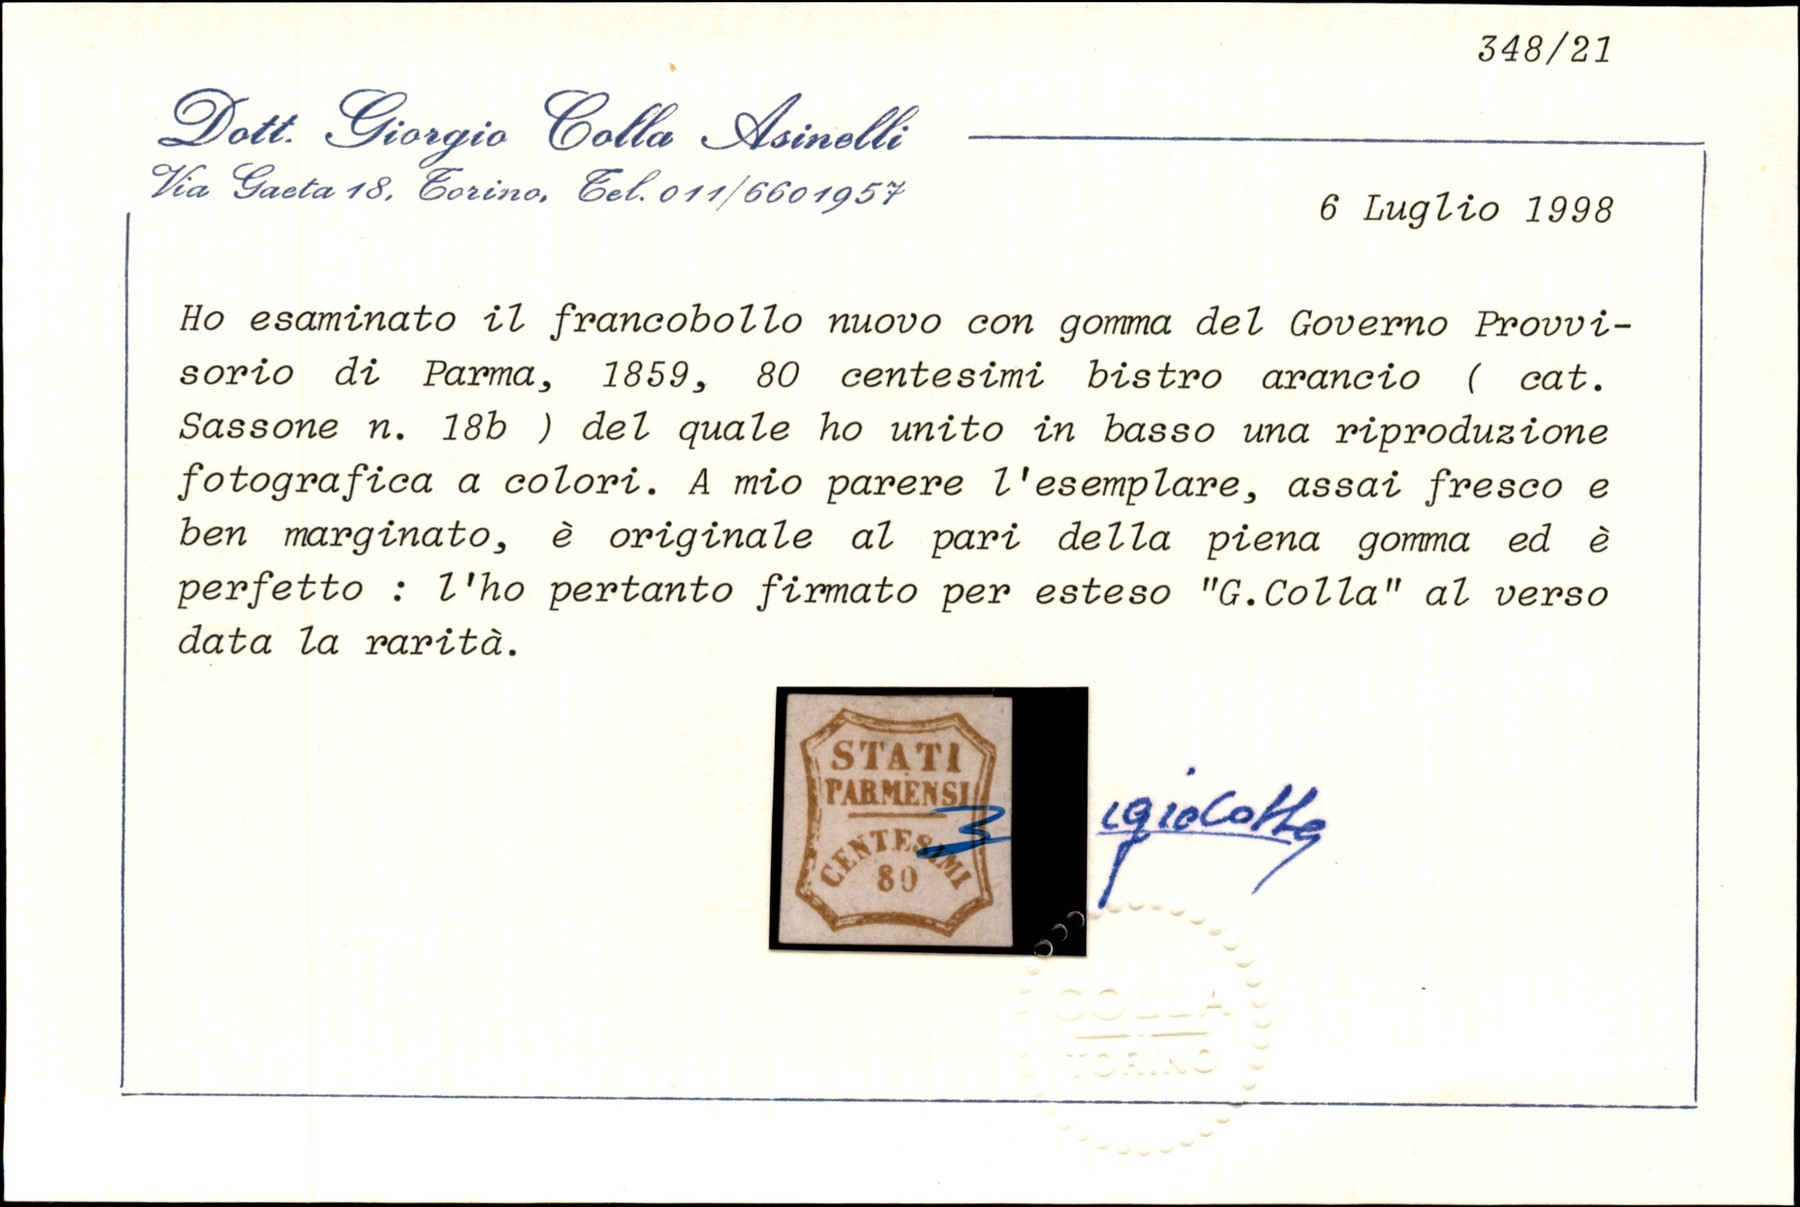 348/21
Dott. Giorgio Colla Asinelli
Via Gaeta 18, Torino, Tel. 011/6601957
6 Luglio 1998
Ho esaminato il francobollo nuovo con gomma del Governo Provvi-
sorio di Parma, 1859, 80 centesimi bistro arancio ( cat.
Sassone n. 18b ) del quale ho unito in basso una riproduzione
fotografica a colori. A mio parere l'esemplare, assai fresco e
ben marginato, è originale al pari della piena gomma ed è
perfetto : l'ho pertanto firmato per esteso "G.Colla" al verso
data la rarità.
STATI
PARMENSI
CENTESIMI
80
COLLA
TORINO